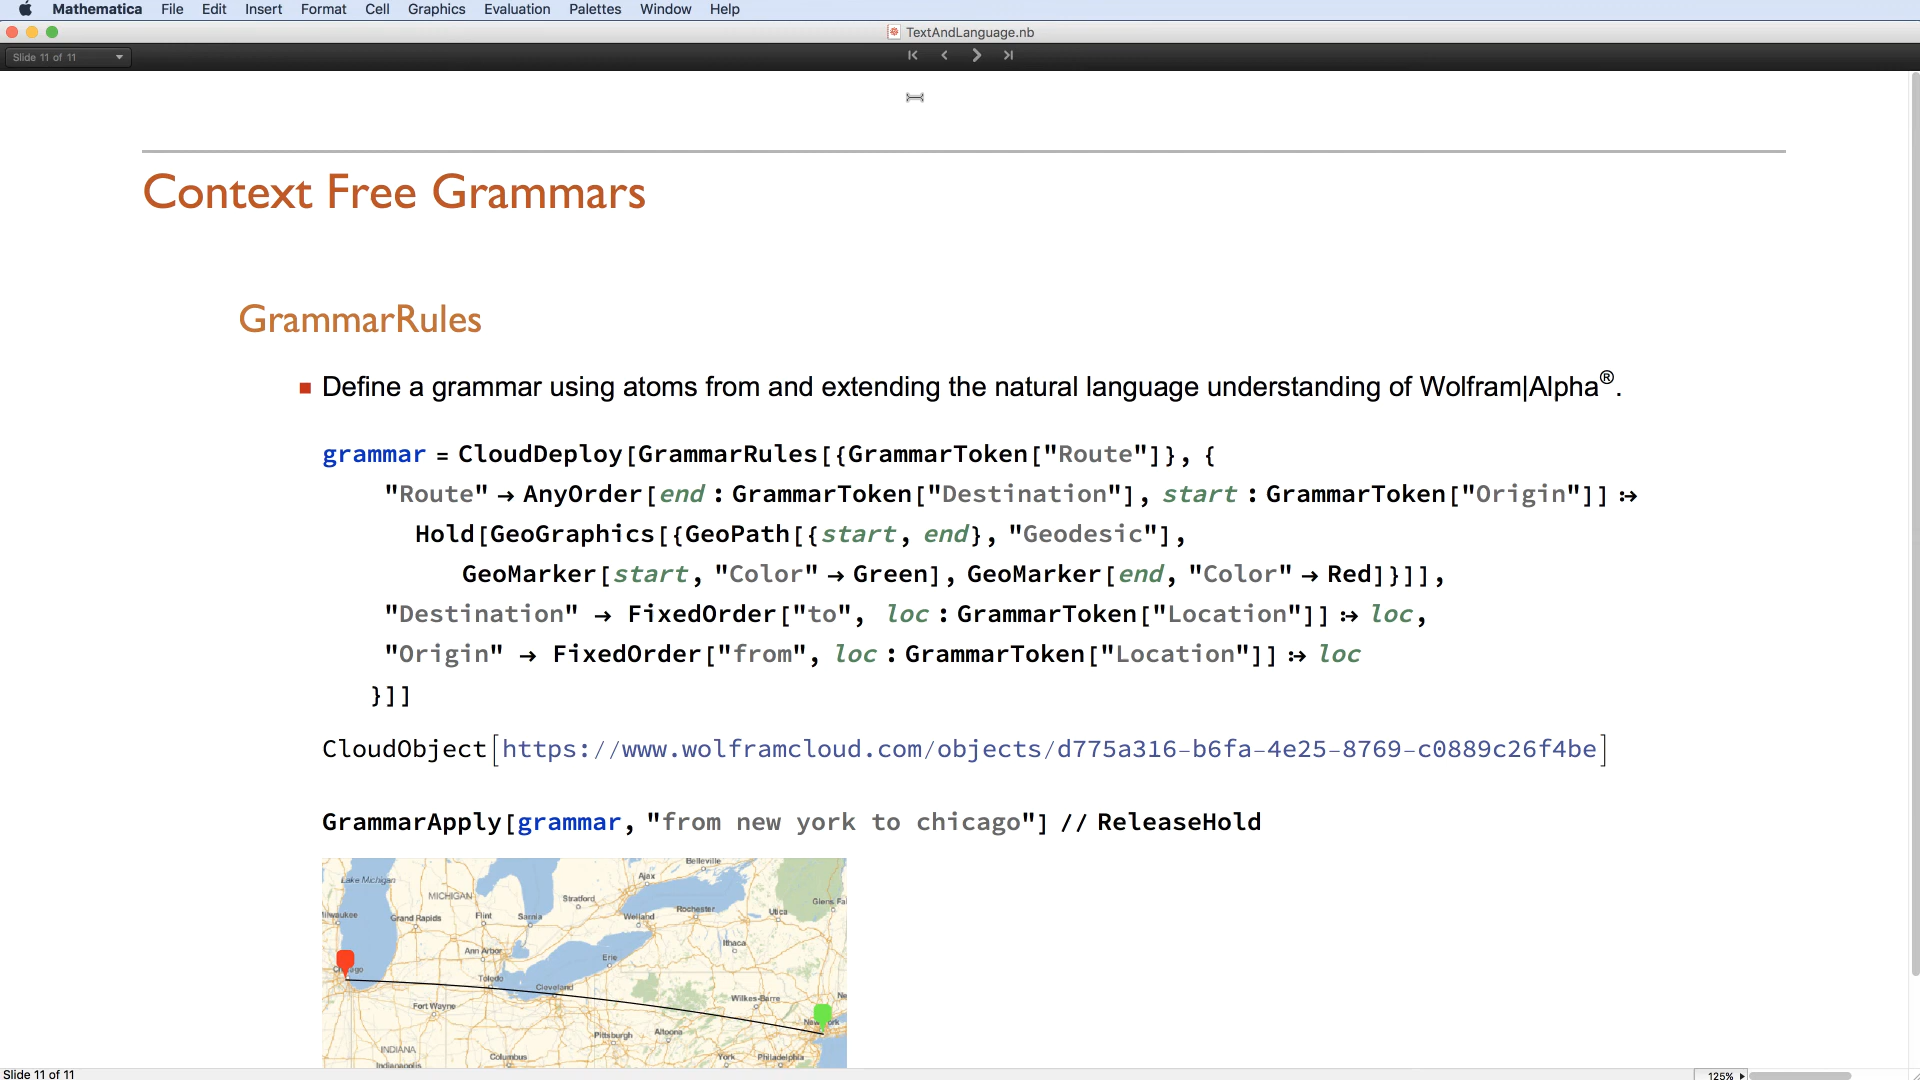 Mathematica File Edit Insert Format Cell Graphics Evaluation Palettes Window Help
TextAndLanguage.nb
Slide 11 of 11
Context Free Grammars
GrammarRules
Define a grammar using atoms from and extending the natural language understanding of Wolfram|Alpha®.
grammar = CloudDeploy[GrammarRules[{GrammarToken["Route"]}, {
"Route" → AnyOrder[end : GrammarToken["Destination"], start : GrammarToken["Origin"]] :→
Hold[GeoGraphics[{GeoPath[{start, end}, "Geodesic"],
GeoMarker[start, "Color" → Green], GeoMarker[end, "Color" → Red]}]],
"Destination" → FixedOrder["to", loc : GrammarToken["Location"]] :→ loc,
"Origin" → FixedOrder["from", loc : GrammarToken["Location"]] :→ loc
}]]
CloudObject[https://www.wolframcloud.com/objects/d775a316-b6fa-4e25-8769-c0889c26f4be]
GrammarApply[grammar, "from new york to chicago"] // ReleaseHold
Belleville
Lake Michigan
Ajax
MICHIGAN
Stratford
Glens Fa
Milwaukee
Grand Rapids
Flint
Sarnia
Welland
Rochester
Utica
Ann Arbor
Ithaca
Erie
Toledo
Cleveland
Fort Wayne
Wilkes-Barre
Pittsburgh
Altoona
INDIANA
Columbus
York
Philadelphia
Indianapolis
Slide 11 of 11
125%